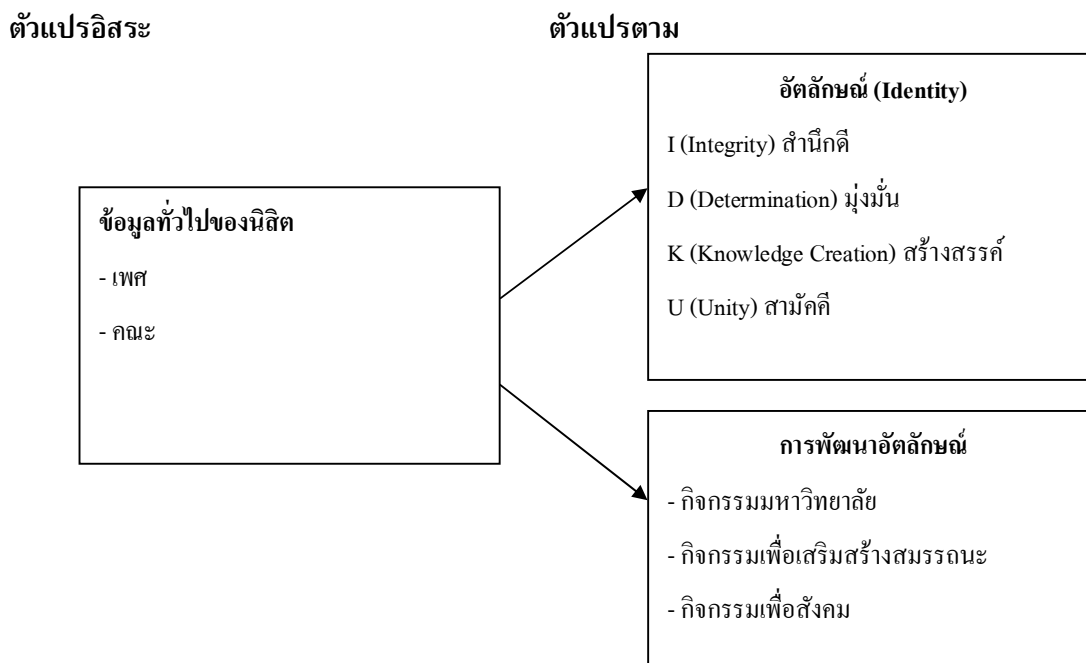 ตัวแปรอิสระ
ตัวแปรตาม
ข้อมูลทั่วไปของนิสิต
- เพศ
- คณะ
อัตลักษณ์ (Identity)
I (Integrity) สำนึกดี
D (Determination) มุ่งมั่น
K (Knowledge Creation) สร้างสรรค์
U (Unity) สามัคคี
การพัฒนาอัตลักษณ์
- กิจกรรมมหาวิทยาลัย
- กิจกรรมเพื่อเสริมสร้างสมรรถนะ
- กิจกรรมเพื่อสังคม